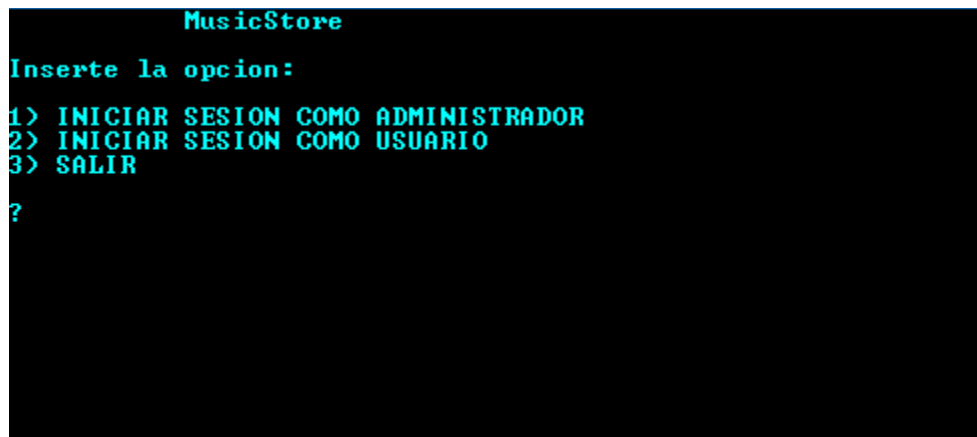 MusicStore
Inserte la opcion:
1) INICIAR SESION COMO ADMINISTRADOR
2) INICIAR SESION COMO USUARIO
3) SALIR
?